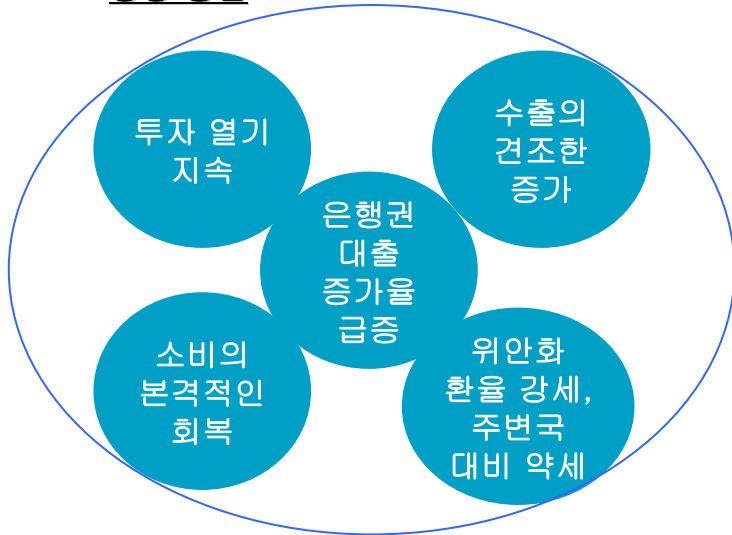 투자 열기
지속
수출의
견조한
증가
은행권
대출
증가율
급증
소비의
본격적인
회복
위안화
환율 강세,
주변국
대비 약세